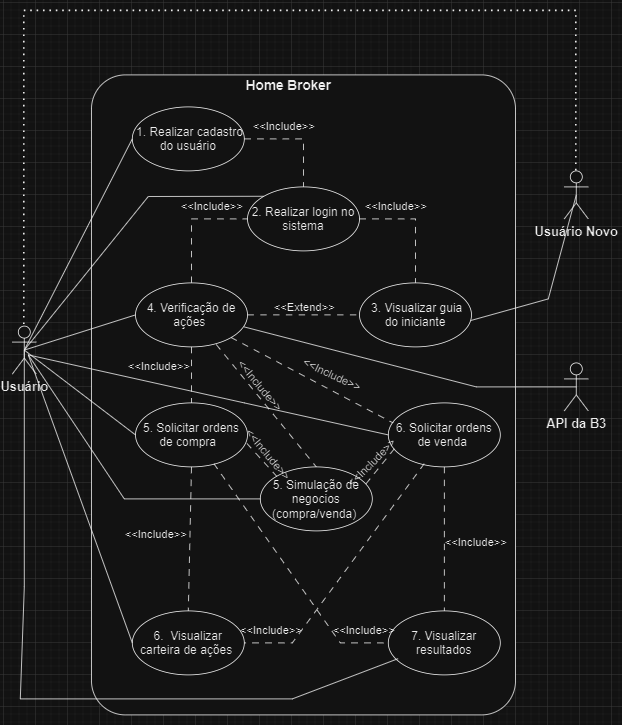 Home Broker
1. Realizar cadastro
do usuário
<<Include>>
<<Include>>
2. Realizar login no
sistema
<<Include>>
Usuário Novo
4. Verificação de
ações
<<Extend>>
3. Visualizar guia
do iniciante
Usuário
<<Include>>
<<Include>>
<<Include>>
API da B3
5. Solicitar ordens
de compra
6. Solicitar ordens
de venda
<<Include>>
<<Include>>
5. Simulação de
negocios
(compra/venda)
<<Include>>
<<Include>>
6. Visualizar
carteira de ações
<<Include>>
<<Include>>
7. Visualizar
resultados